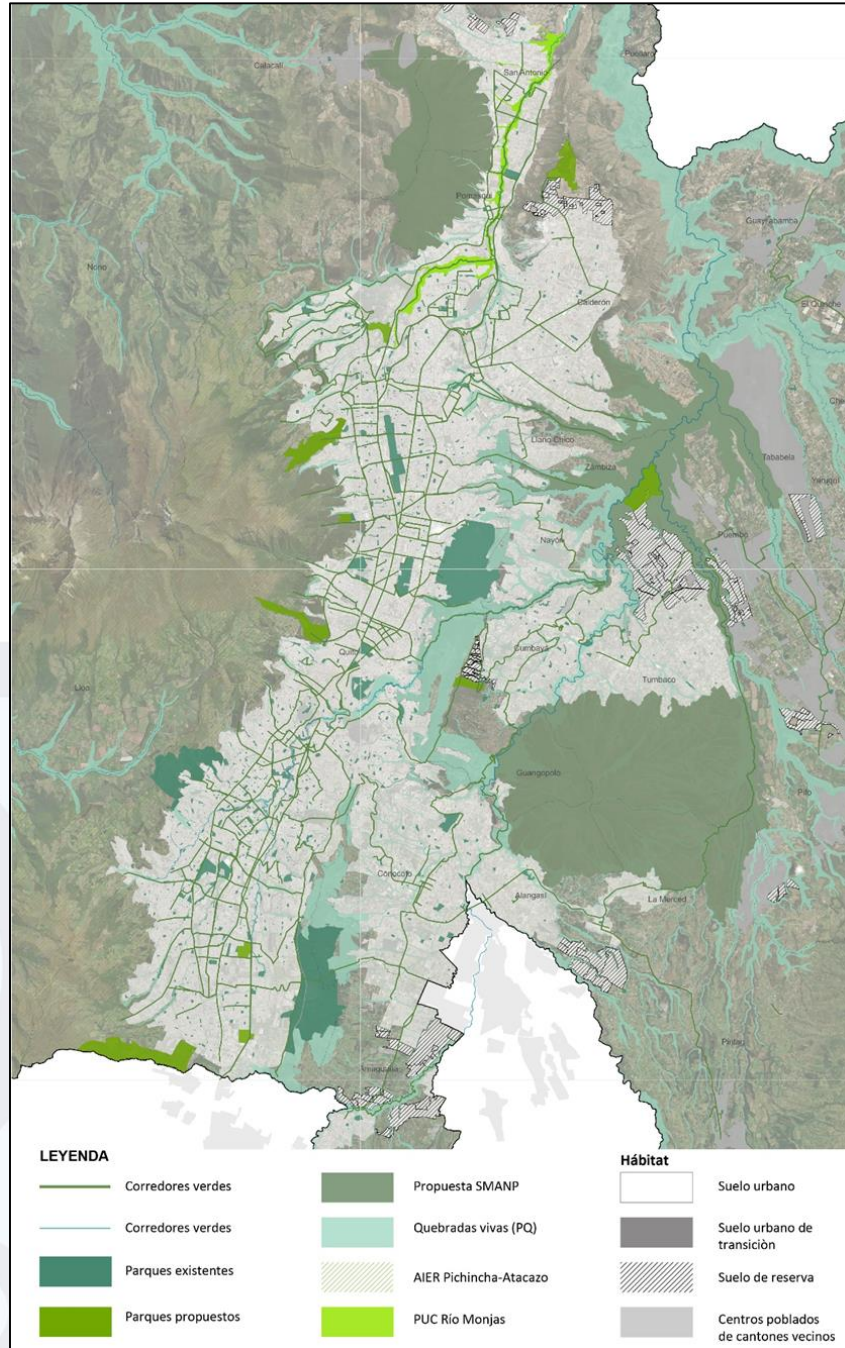 Calacalí
Puéllaro
San Antonio
Pomasqui
Guayllabamba
Nono
El Quinche
Calderón
Llano Chico
Zámbiza
Tababela
Yaruquí
Nayón
Puembo
Quito
Cumbayá
Tumbaco
Lloa
Guangopolo
Pifo
Conocoto
Alangasí
La Merced
Píntag
Amaguaña
LEYENDA
Corredores verdes
Corredores verdes
Parques existentes
Parques propuestos
Propuesta SMANP
Quebradas vivas (PQ)
AIER Pichincha-Atacazo
PUC Río Monjas
Hábitat
Suelo urbano
Suelo urbano de
transiciòn
Suelo de reserva
Centros poblados
de cantones vecinos